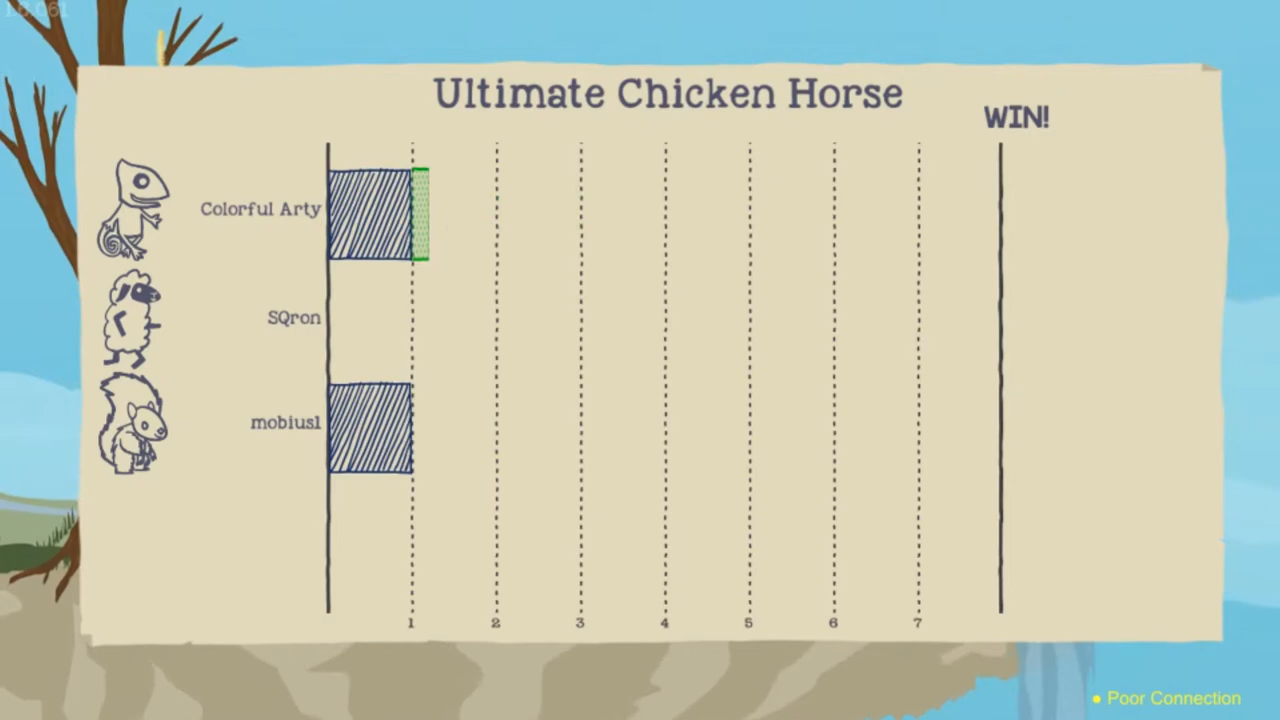 Ultimate Chicken Horse
WIN!
Colorful Arty
SQron
mobius1
1 2 3 4 5 6 7
Poor Connection